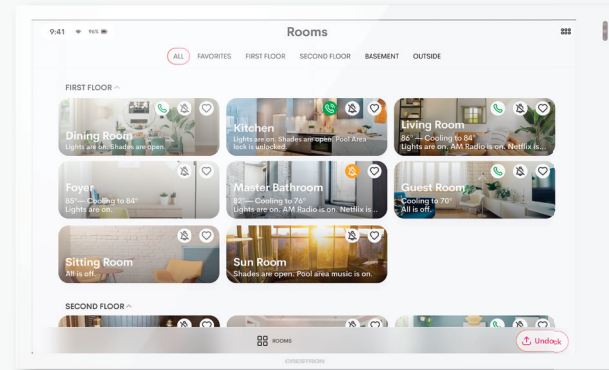 9:41 96%
Rooms
ALL FAVORITES FIRST FLOOR SECOND FLOOR BASEMENT OUTSIDE
FIRST FLOOR
Dining Room
Lights are on. Shades are open.
Kitchen
Lights are on. Shades are open. Pool Area
lock is unlocked.
Living Room
86°— Cooling to 84°
Lights are on. AM Radio is on. Netflix is...
Foyer
85°— Cooling to 84°
Lights are on.
Master Bathroom
82°— Cooling to 76°
Lights are on. AM Radio is on. Netflix is...
Guest Room
Cooling to 70°
All is off.
Sitting Room
All is off.
Sun Room
Shades are open. Pool area music is on.
SECOND FLOOR
ROOMS
Undock
CRESTRON